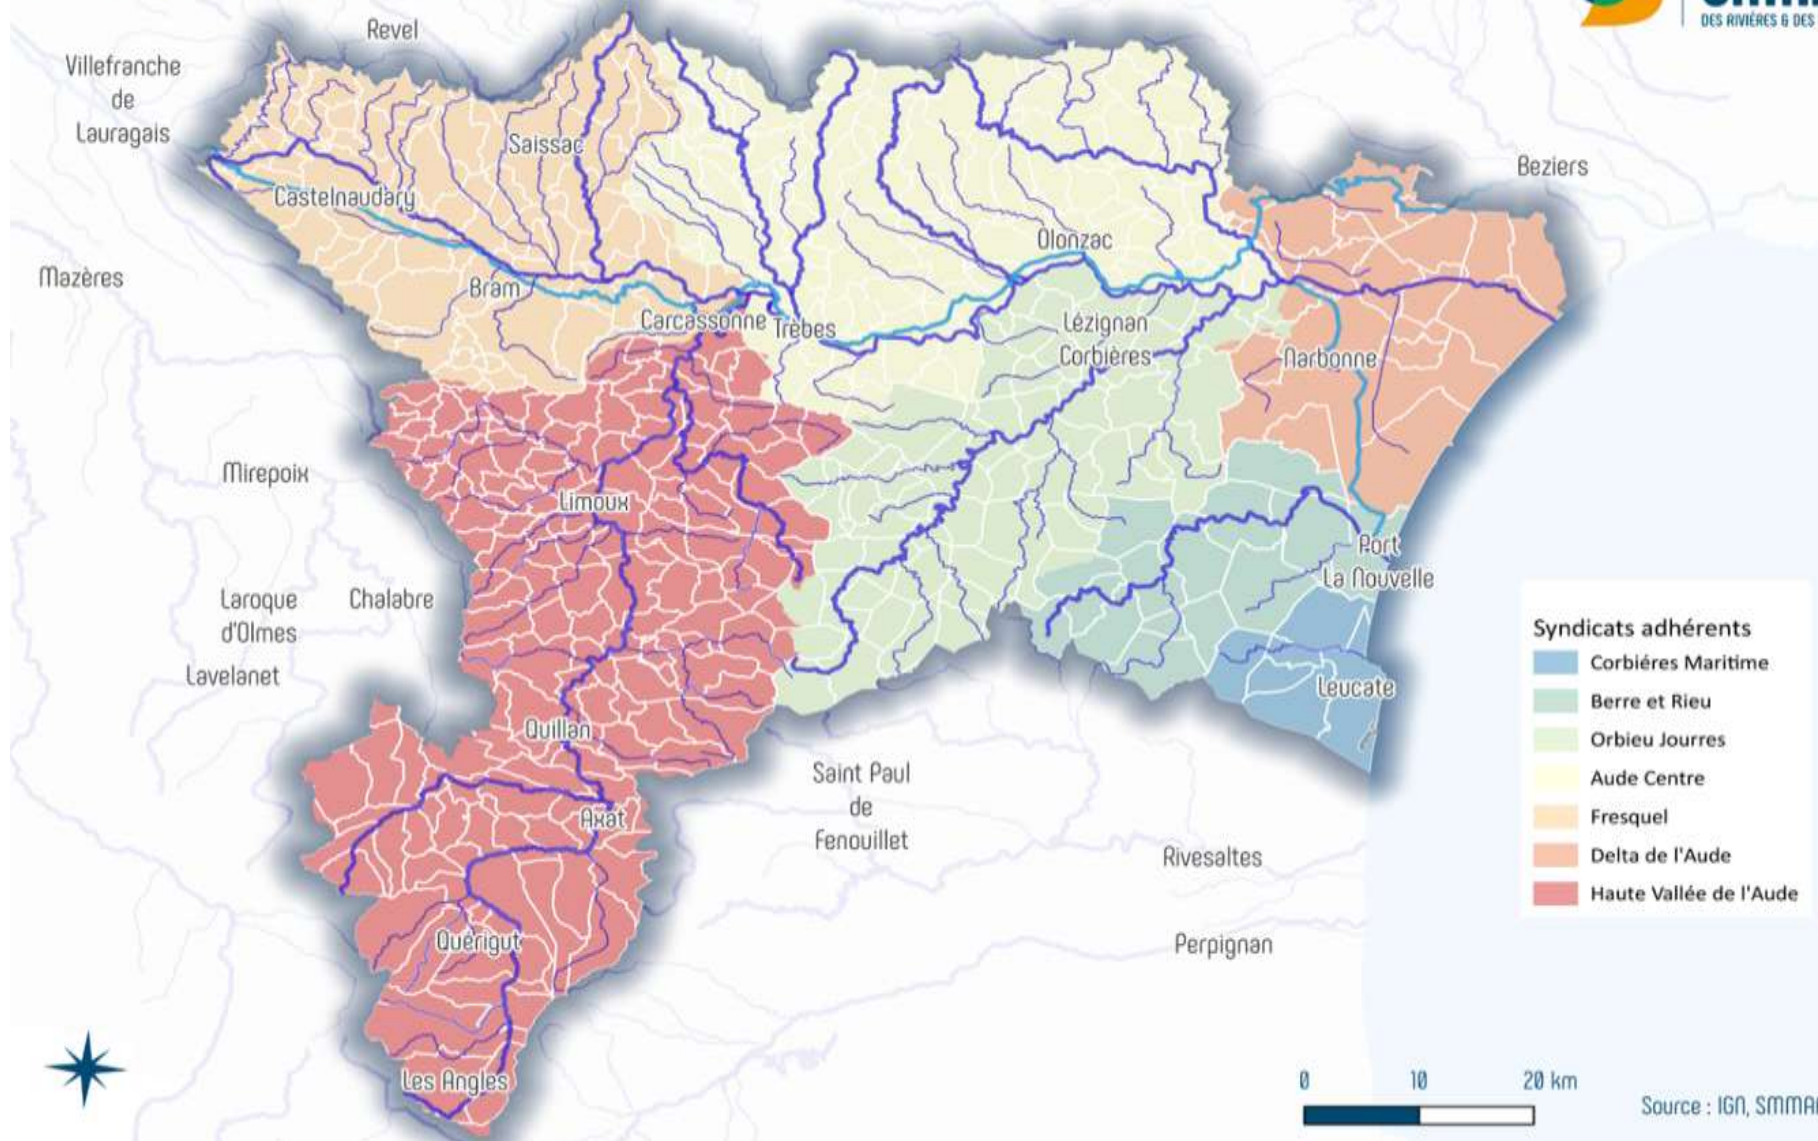 DES RIVIÈRES & DES
Revel
Villefranche
de
Lauragais
Saissac
Beziers
Castelnaudary
Olonzac
Mazères
Bram
Carcassonne
Trèbes
Lézignan
Corbières
Narbonne
Mirepoix
Limoux
Port
La Nouvelle
Laroque
d'Olmes
Chalabre
Lavelanet
Leucate
Quillan
Saint Paul
de
Fenouillet
Axat
Rivesaltes
Quérigut
Perpignan
Les Angles
Syndicats adhérents
Corbiéres Maritime
Berre et Rieu
Orbieu Jourres
Aude Centre
Fresquel
Delta de l'Aude
Haute Vallée de l'Aude
0 10 20 km
Source : IGN, SMMA